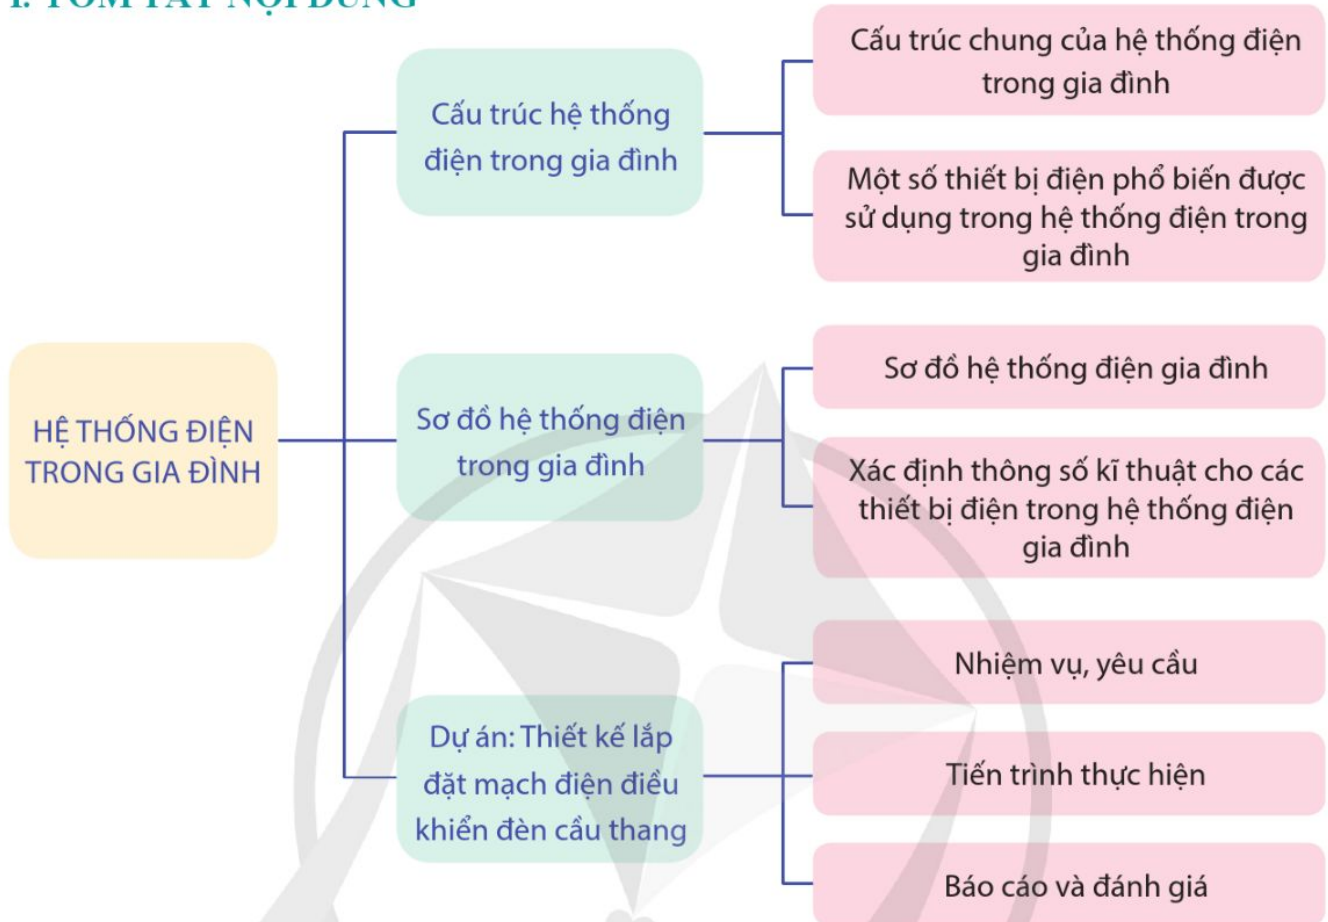 I. TÓM TẮT NỘI DUNG
Cấu trúc chung của hệ thống điện
trong gia đình
Cấu trúc hệ thống
điện trong gia đình
Một số thiết bị điện phổ biến được
sử dụng trong hệ thống điện trong
gia đình
HỆ THỐNG ĐIỆN
TRONG GIA ĐÌNH
Sơ đồ hệ thống điện
trong gia đình
Sơ đồ hệ thống điện gia đình
Xác định thông số kĩ thuật cho các
thiết bị điện trong hệ thống điện
gia đình
Dự án: Thiết kế lắp
đặt mạch điện điều
khiển đèn cầu thang
Nhiệm vụ, yêu cầu
Tiến trình thực hiện
Báo cáo và đánh giá